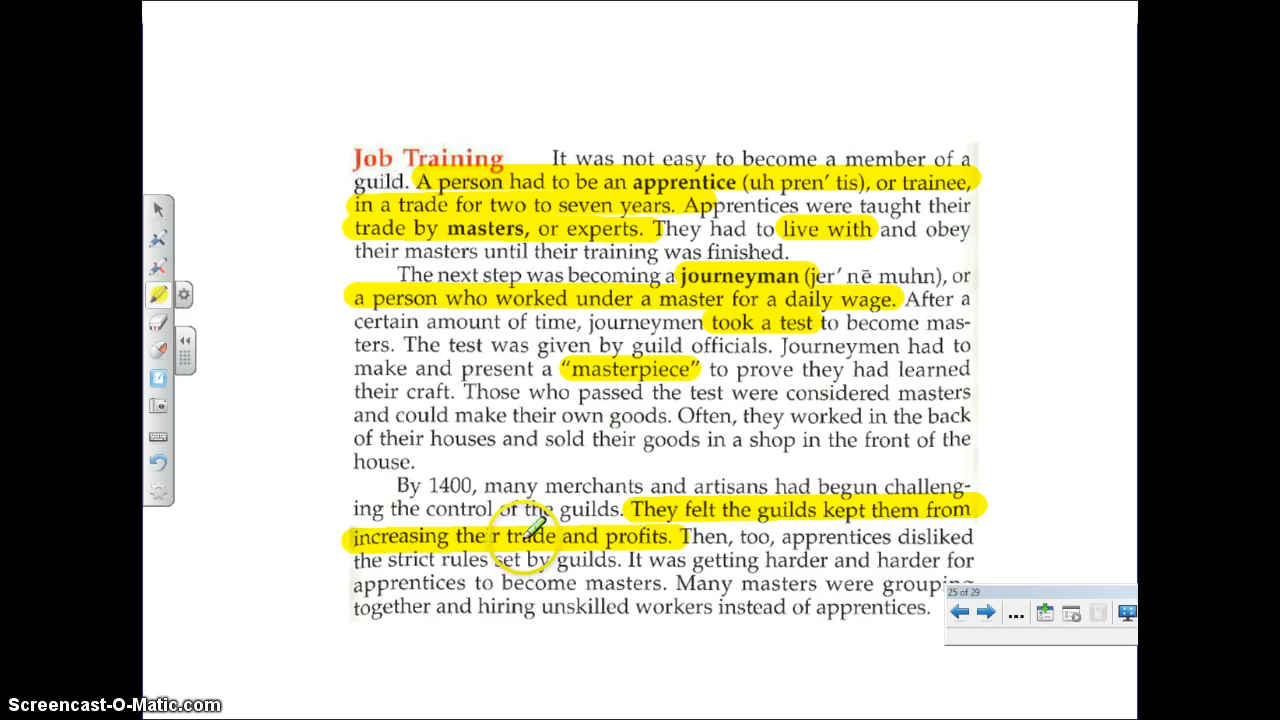 Job Training It was not easy to become a member of a
guild. A person had to be an apprentice (uh pren' tis), or trainee,
in a trade for two to seven years. Apprentices were taught their
trade by masters, or experts. They had to live with and obey
their masters until their training was finished.
The next step was becoming a journeyman (jer' nē muhn), or
a person who worked under a master for a daily wage. After a
certain amount of time, journeymen took a test to become mas-
ters. The test was given by guild officials. Journeymen had to
make and present a “masterpiece” to prove they had learned
their craft. Those who passed the test were considered masters
and could make their own goods. Often, they worked in the back
of their houses and sold their goods in a shop in the front of the
house.
By 1400, many merchants and artisans had begun challeng-
ing the control of the guilds. They felt the guilds kept them from
increasing their trade and profits. Then, too, apprentices disliked
the strict rules set by guilds. It was getting harder and harder for
apprentices to become masters. Many masters were grouping
together and hiring unskilled workers instead of apprentices.
25 of 29
Screencast-O-Matic.com